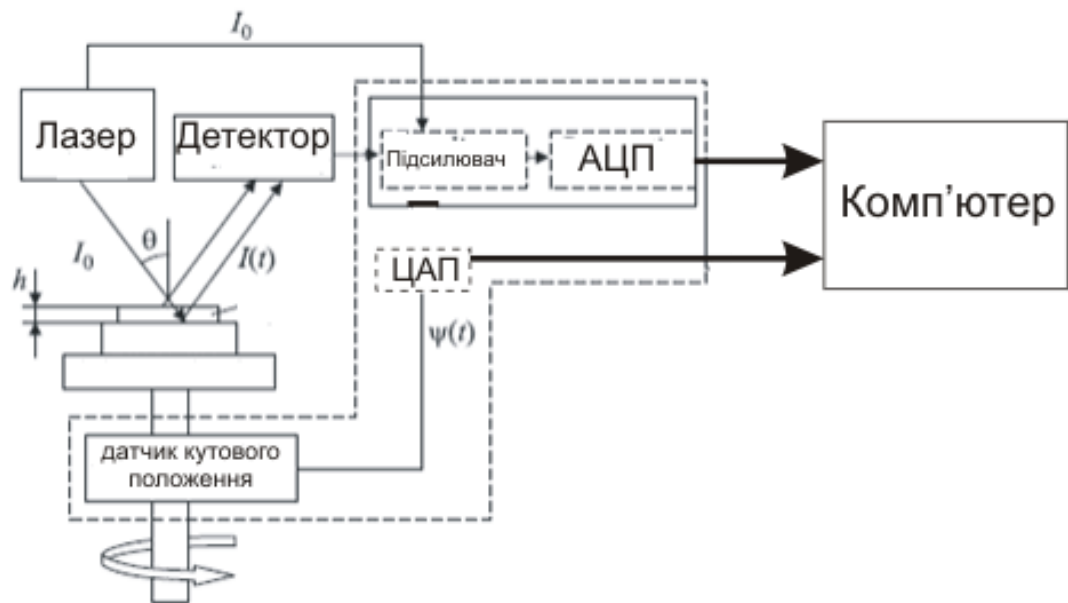 I₀
Лазер
Детектор
Підсилювач
АЦП
Комп’ютер
I₀
θ
I(t)
h
ЦАП
ψ(t)
датчик кутового
положення